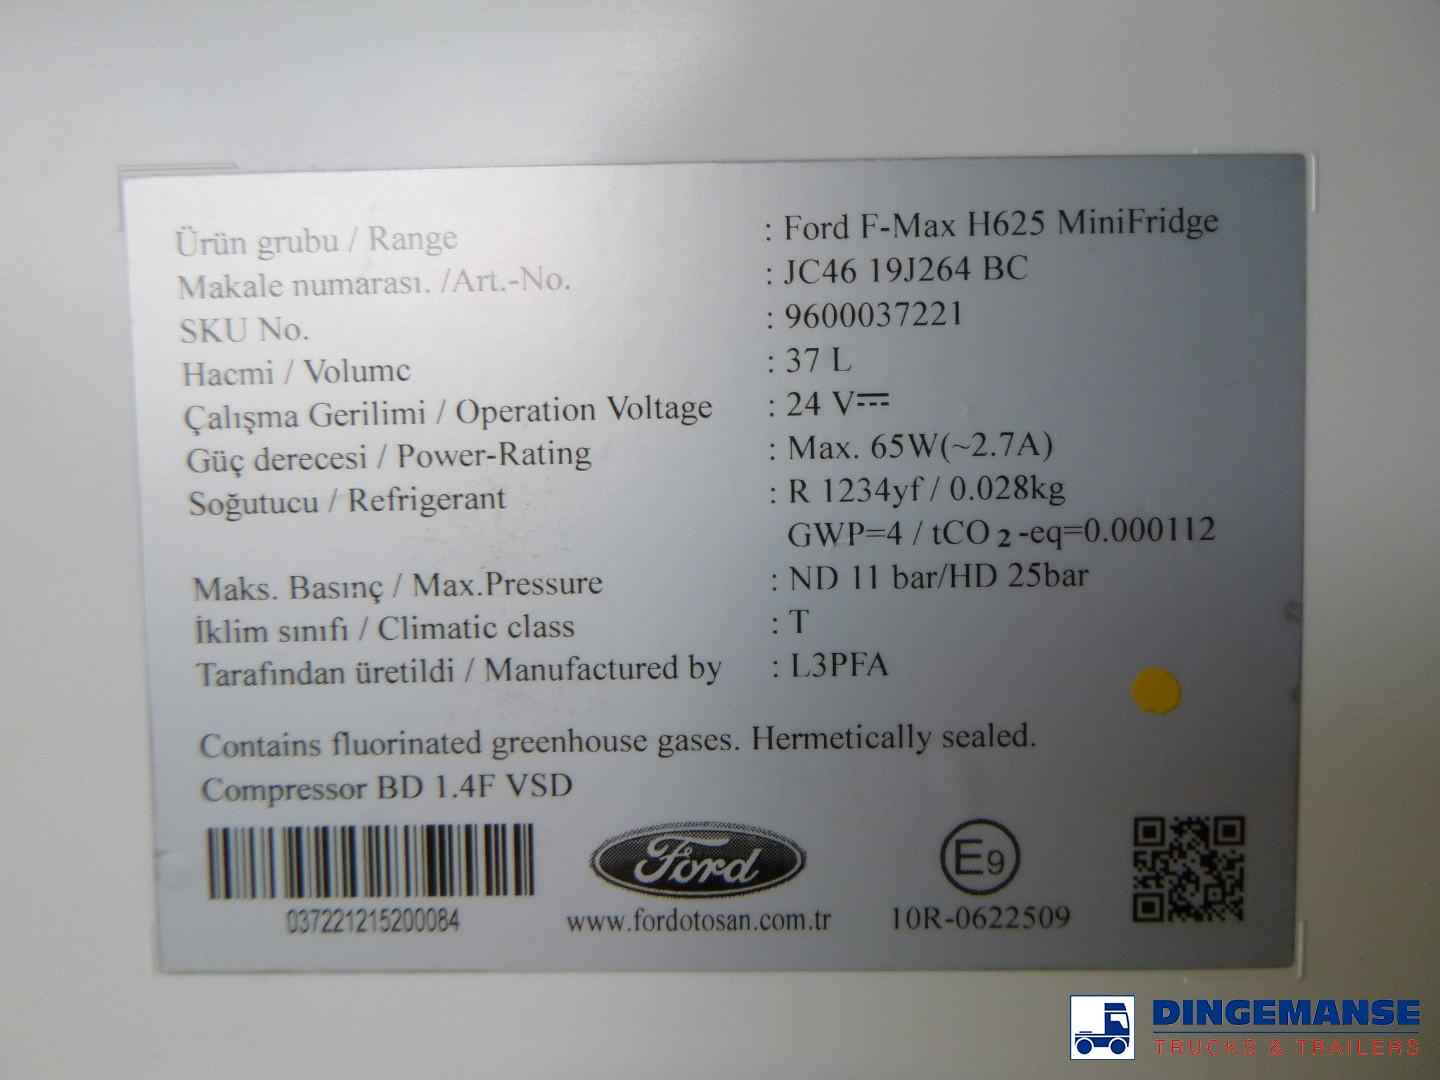 Ürün grubu / Range : Ford F-Max H625 MiniFridge
Makale numarası. /Art.-No. : JC46 19J264 BC
SKU No. : 9600037221
Hacmi / Volume : 37 L
Çalışma Gerilimi / Operation Voltage : 24 V⎓
Güç derecesi / Power-Rating : Max. 65W(~2.7A)
Soğutucu / Refrigerant : R 1234yf / 0.028kg
GWP=4 / tCO₂-eq=0.000112
Maks. Basınç / Max.Pressure : ND 11 bar/HD 25bar
İklim sınıfı / Climatic class : T
Tarafından üretildi / Manufactured by : L3PFA
Contains fluorinated greenhouse gases. Hermetically sealed.
Compressor BD 1.4F VSD
Ford E9
037221215200084 www.fordotosan.com.tr 10R-0622509
DINGEMANSE
TRUCKS & TRAILERS